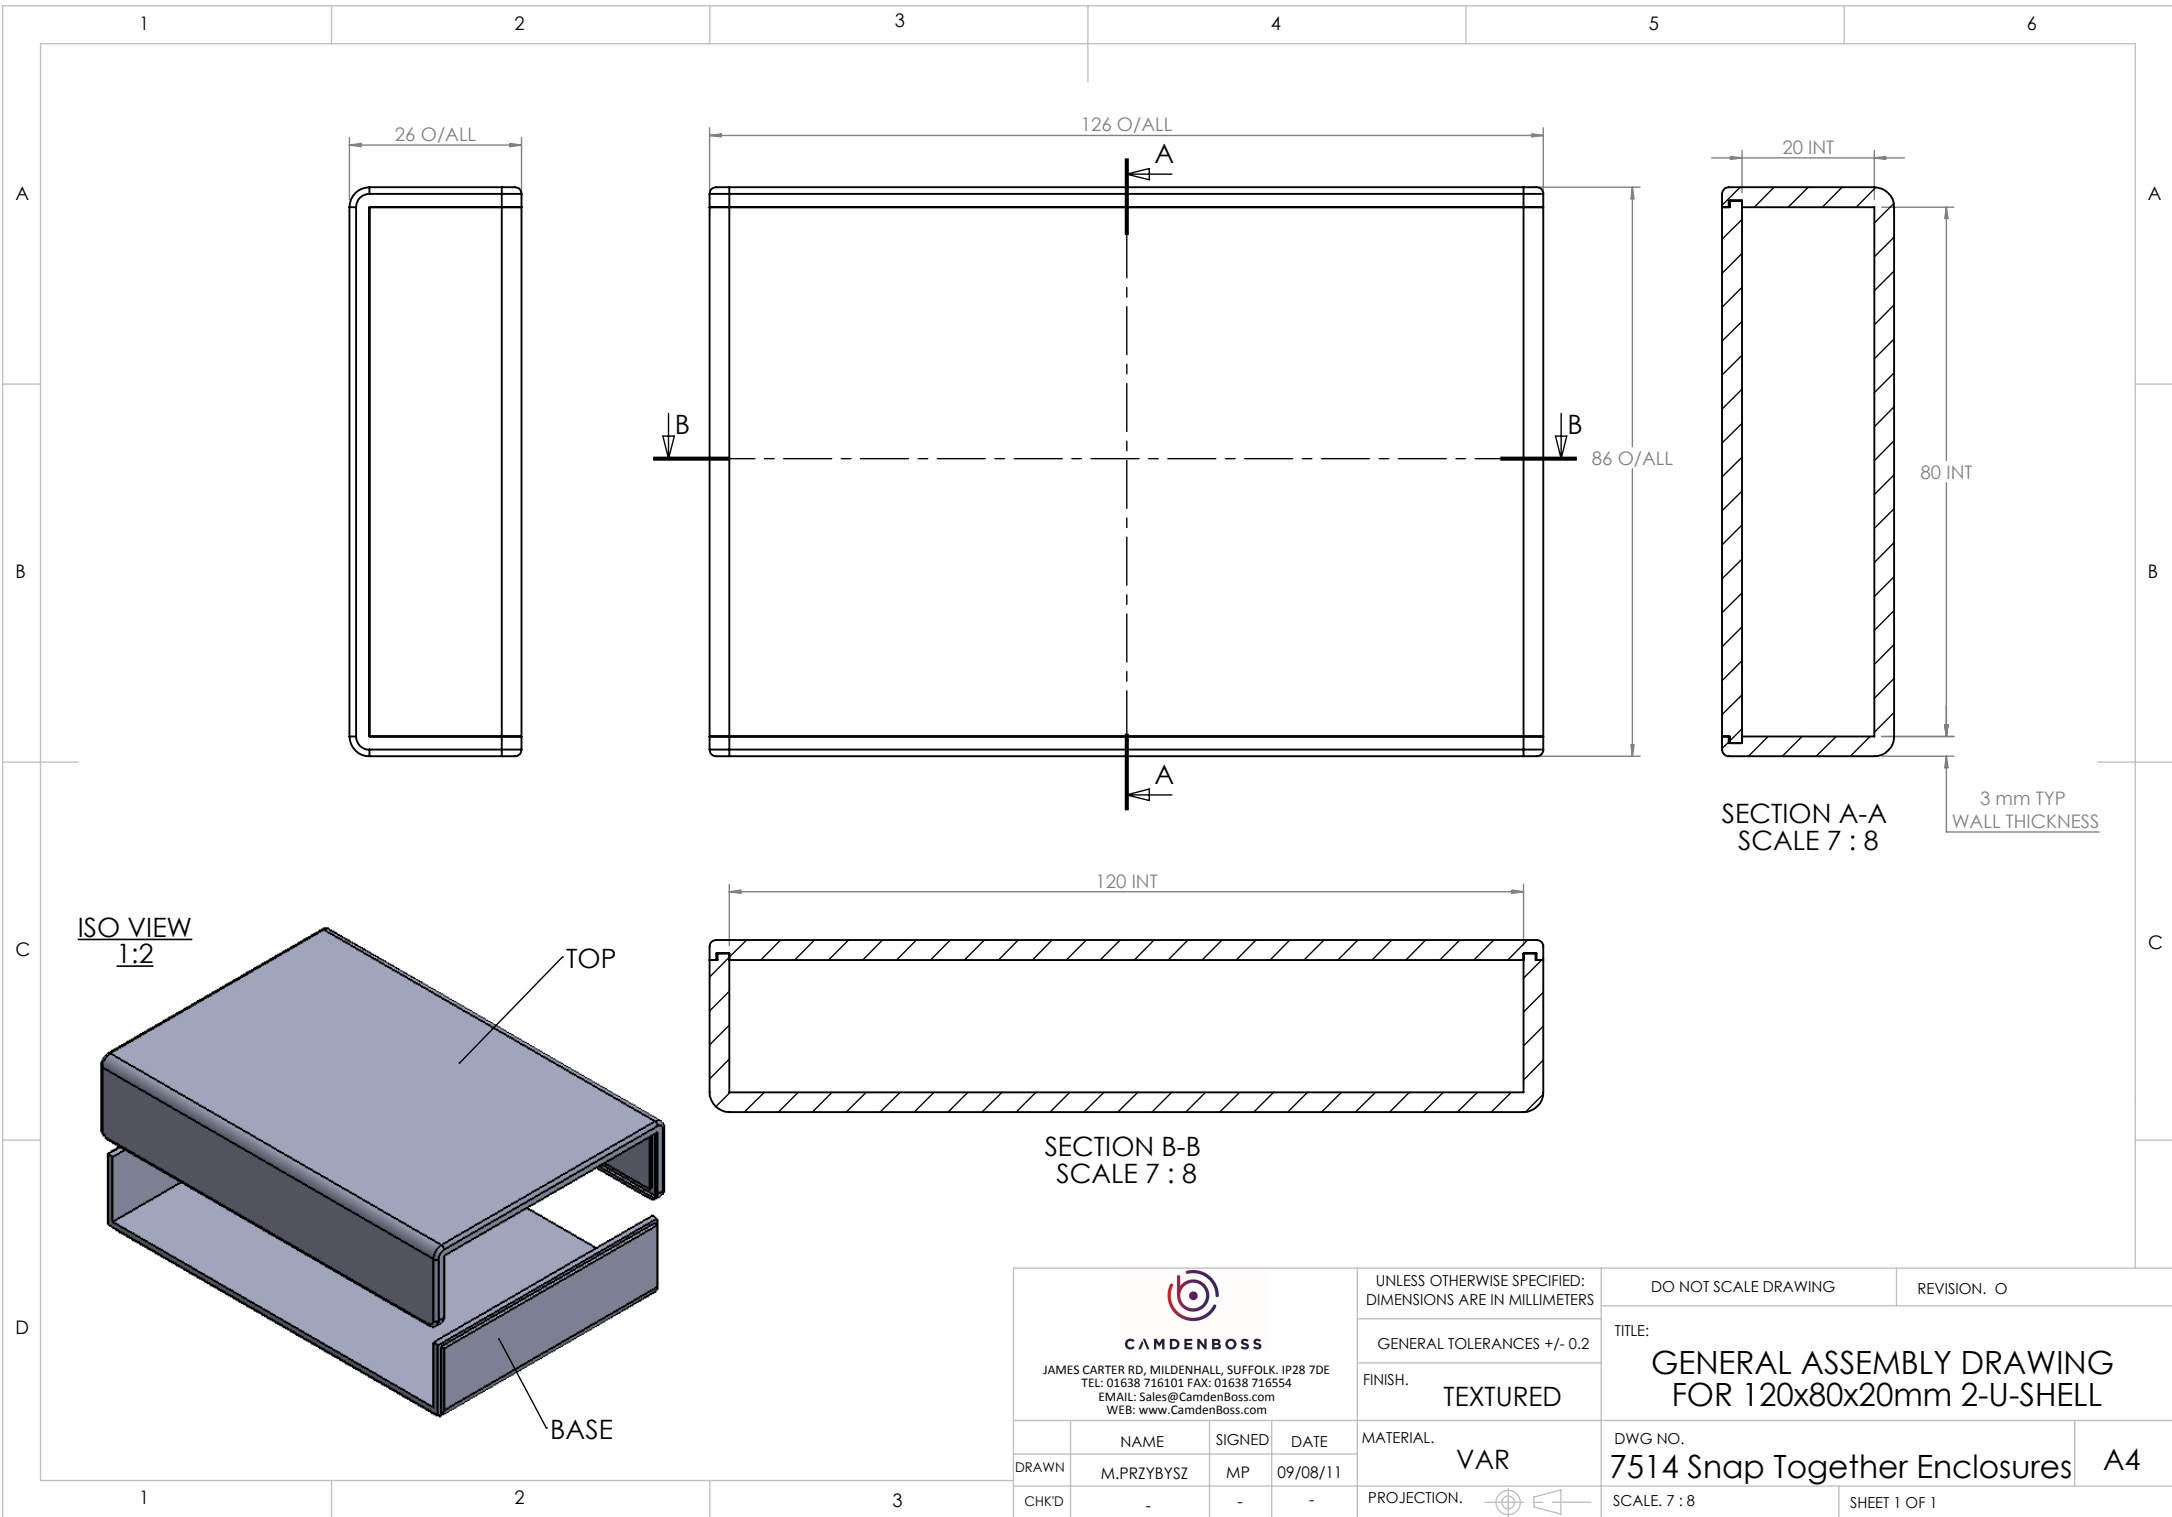 1 2 3 4 5 6
A A
B B
C C
D
26 O/ALL
126 O/ALL
A
B B
86 O/ALL
A
20 INT
80 INT
3 mm TYP
WALL THICKNESS
SECTION A-A
SCALE 7 : 8
120 INT
SECTION B-B
SCALE 7 : 8
ISO VIEW
1:2
TOP
BASE
CAMDENBOSS
JAMES CARTER RD, MILDENHALL, SUFFOLK. IP28 7DE
TEL: 01638 716101 FAX: 01638 716554
EMAIL: Sales@CamdenBoss.com
WEB: www.CamdenBoss.com
NAME SIGNED DATE
DRAWN M.PRZYBYSZ MP 09/08/11
CHK'D - - -
UNLESS OTHERWISE SPECIFIED:
DIMENSIONS ARE IN MILLIMETERS
GENERAL TOLERANCES +/- 0.2
FINISH.
TEXTURED
MATERIAL.
VAR
PROJECTION.
DO NOT SCALE DRAWING
REVISION. O
TITLE:
GENERAL ASSEMBLY DRAWING
FOR 120x80x20mm 2-U-SHELL
DWG NO.
7514 Snap Together Enclosures
A4
SCALE. 7 : 8
SHEET 1 OF 1
1 2 3